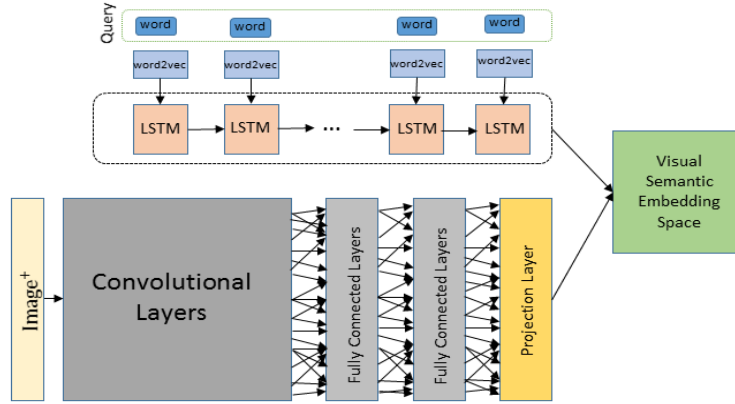 Query
word word word word
word2vec word2vec word2vec word2vec
LSTM LSTM ... LSTM LSTM
Visual
Semantic
Embedding
Space
Image+
Convolutional
Layers
Fully Connected Layers
Fully Connected Layers
Projection Layer